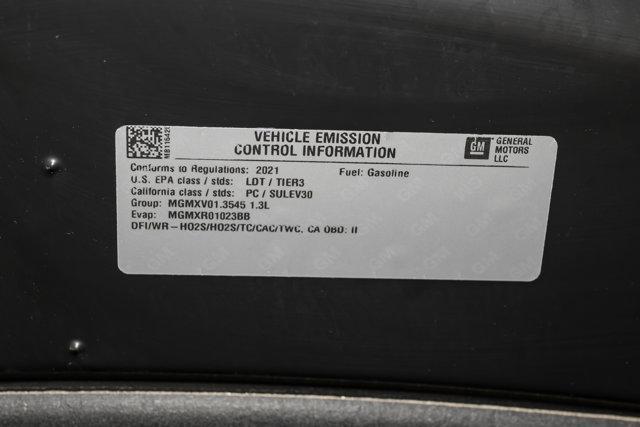 VEHICLE EMISSION
CONTROL INFORMATION
GM GENERAL
MOTORS
LLC
Conforms to Regulations: 2021 Fuel: Gasoline
U.S. EPA class / stds: LDT / TIER3
California class / stds: PC / SULEV30
Group: MGMXV01.3545 1.3L
Evap: MGMXR01023BB
DFI/WR-HO2S/HO2S/TC/CAC/TWC, CA OBD: II